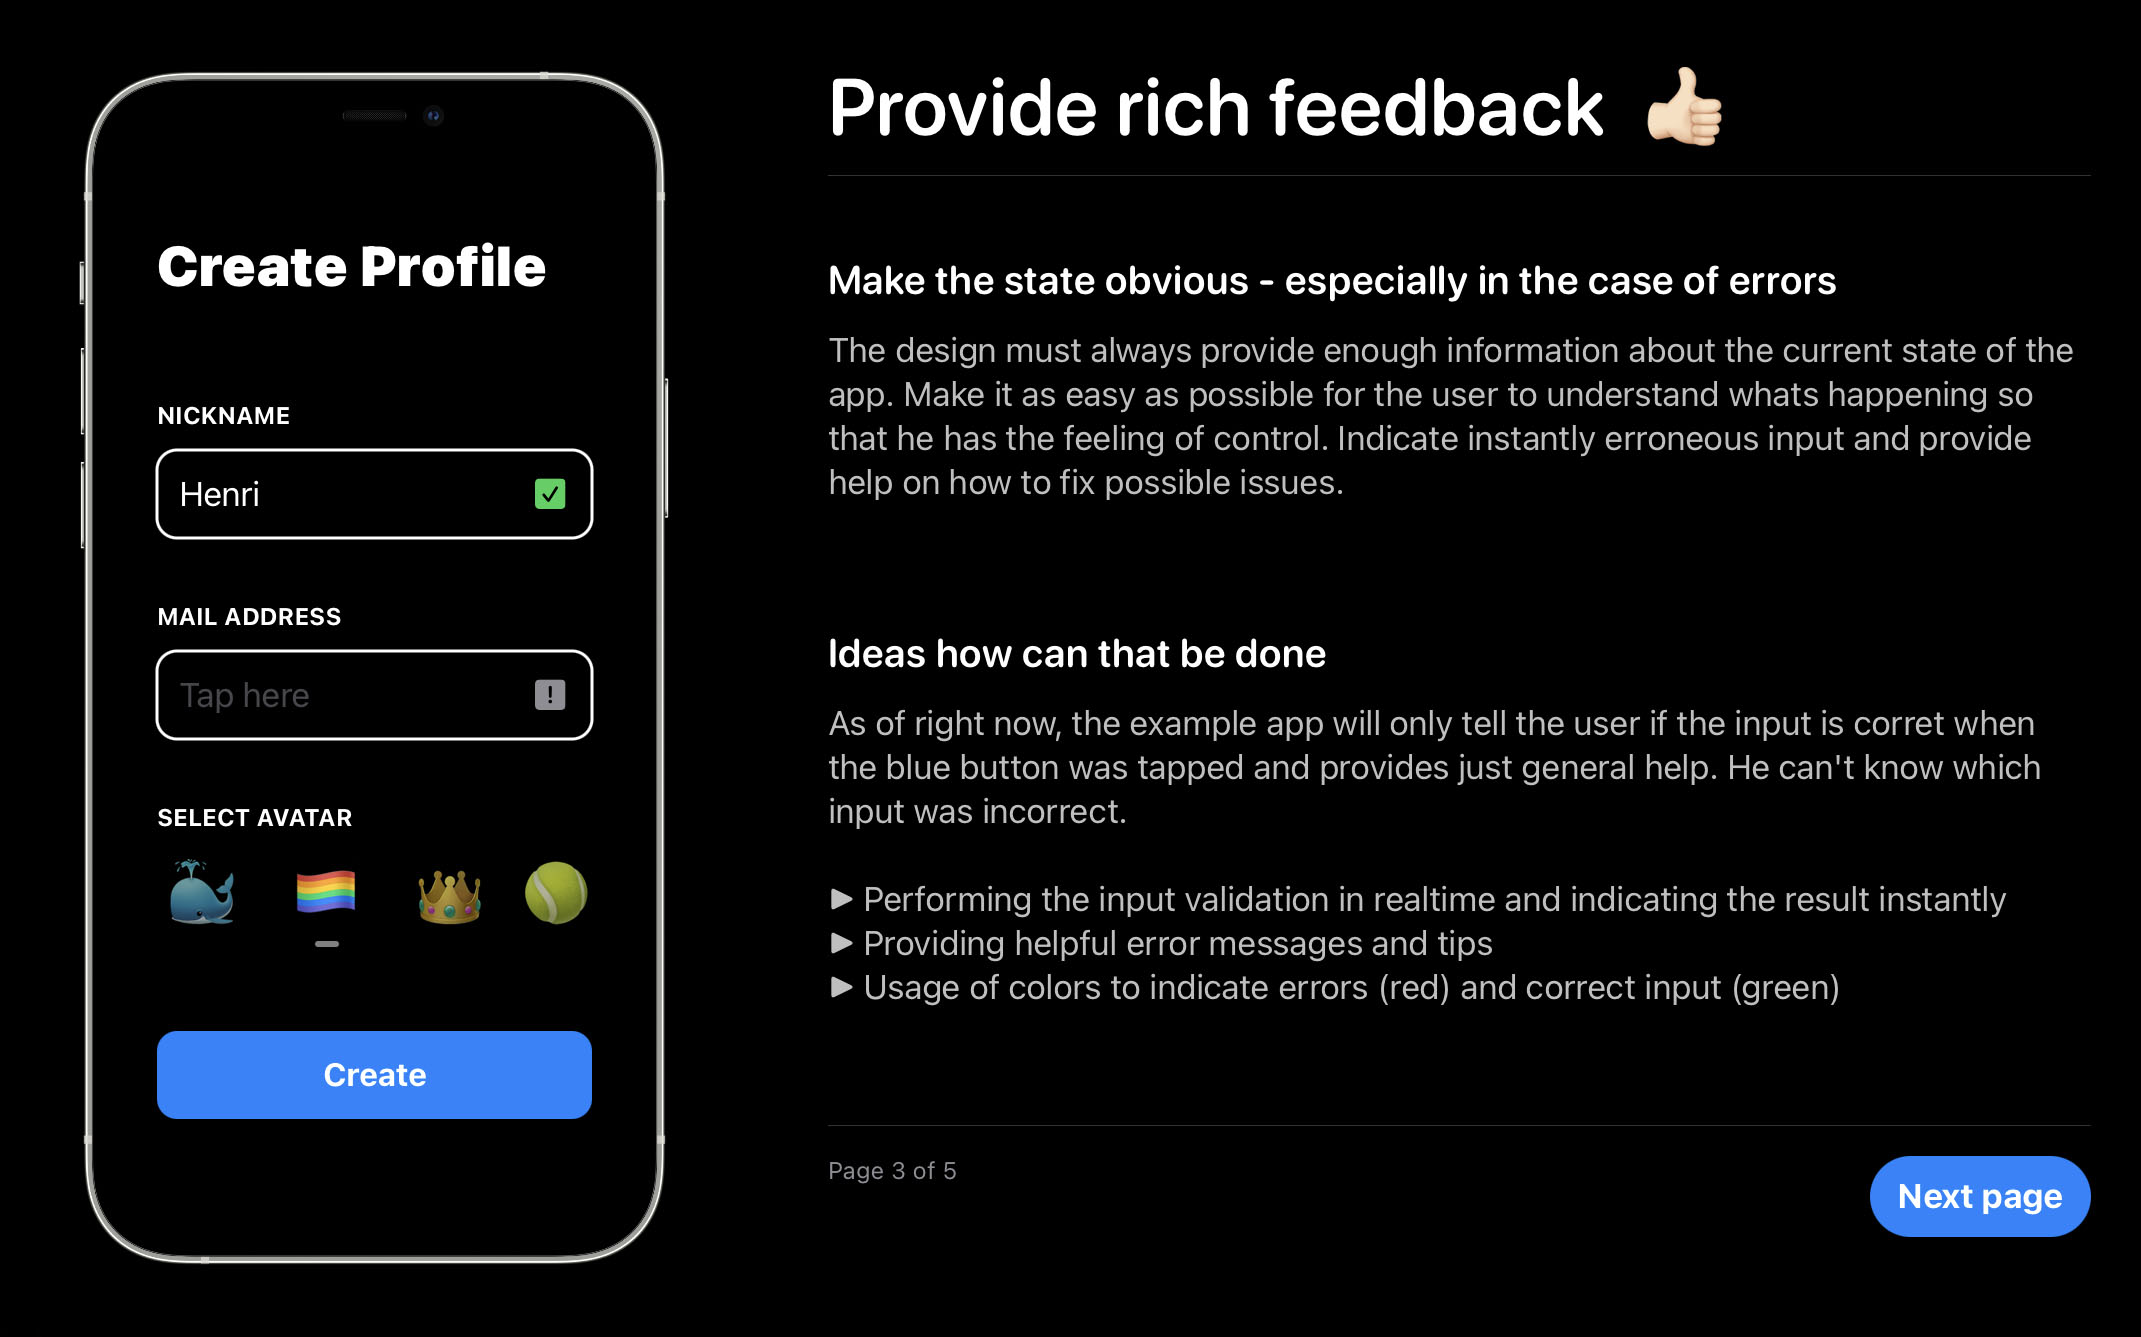 Create Profile
NICKNAME
Henri
MAIL ADDRESS
Tap here
SELECT AVATAR
Create
Provide rich feedback 👍🏻
Make the state obvious - especially in the case of errors
The design must always provide enough information about the current state of the
app. Make it as easy as possible for the user to understand whats happening so
that he has the feeling of control. Indicate instantly erroneous input and provide
help on how to fix possible issues.
Ideas how can that be done
As of right now, the example app will only tell the user if the input is corret when
the blue button was tapped and provides just general help. He can't know which
input was incorrect.
► Performing the input validation in realtime and indicating the result instantly
► Providing helpful error messages and tips
► Usage of colors to indicate errors (red) and correct input (green)
Page 3 of 5
Next page